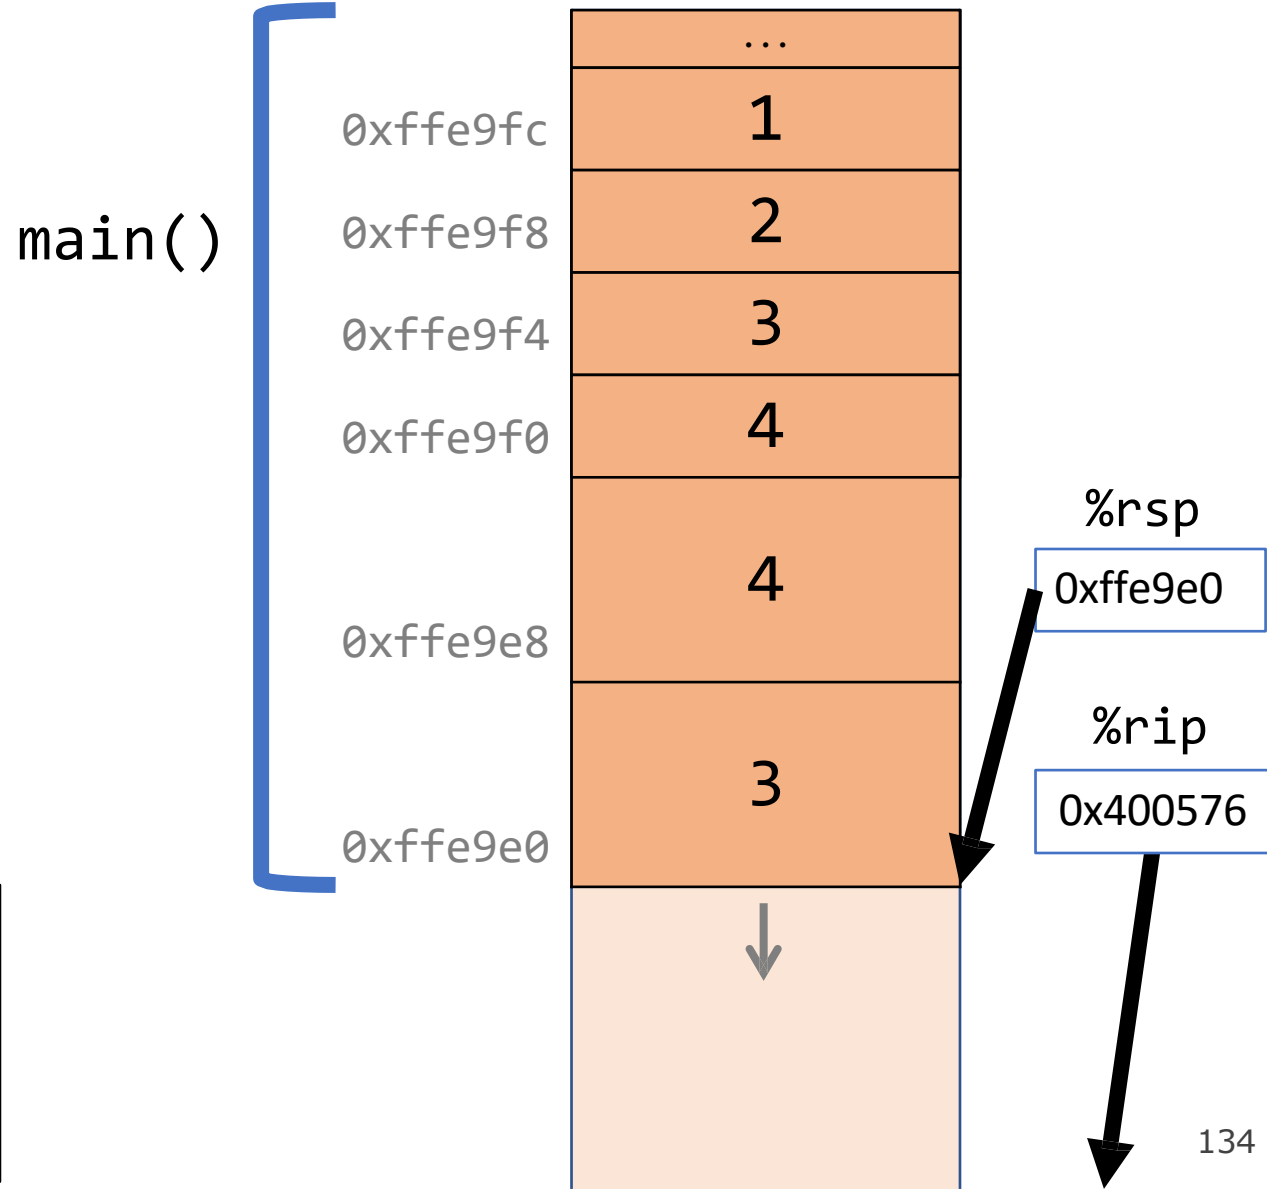 ...
0xffe9fc 1
main() 0xffe9f8 2
0xffe9f4 3
0xffe9f0 4
%rsp
4 0xffe9e0
0xffe9e8
%rip
3 0x400576
0xffe9e0
134